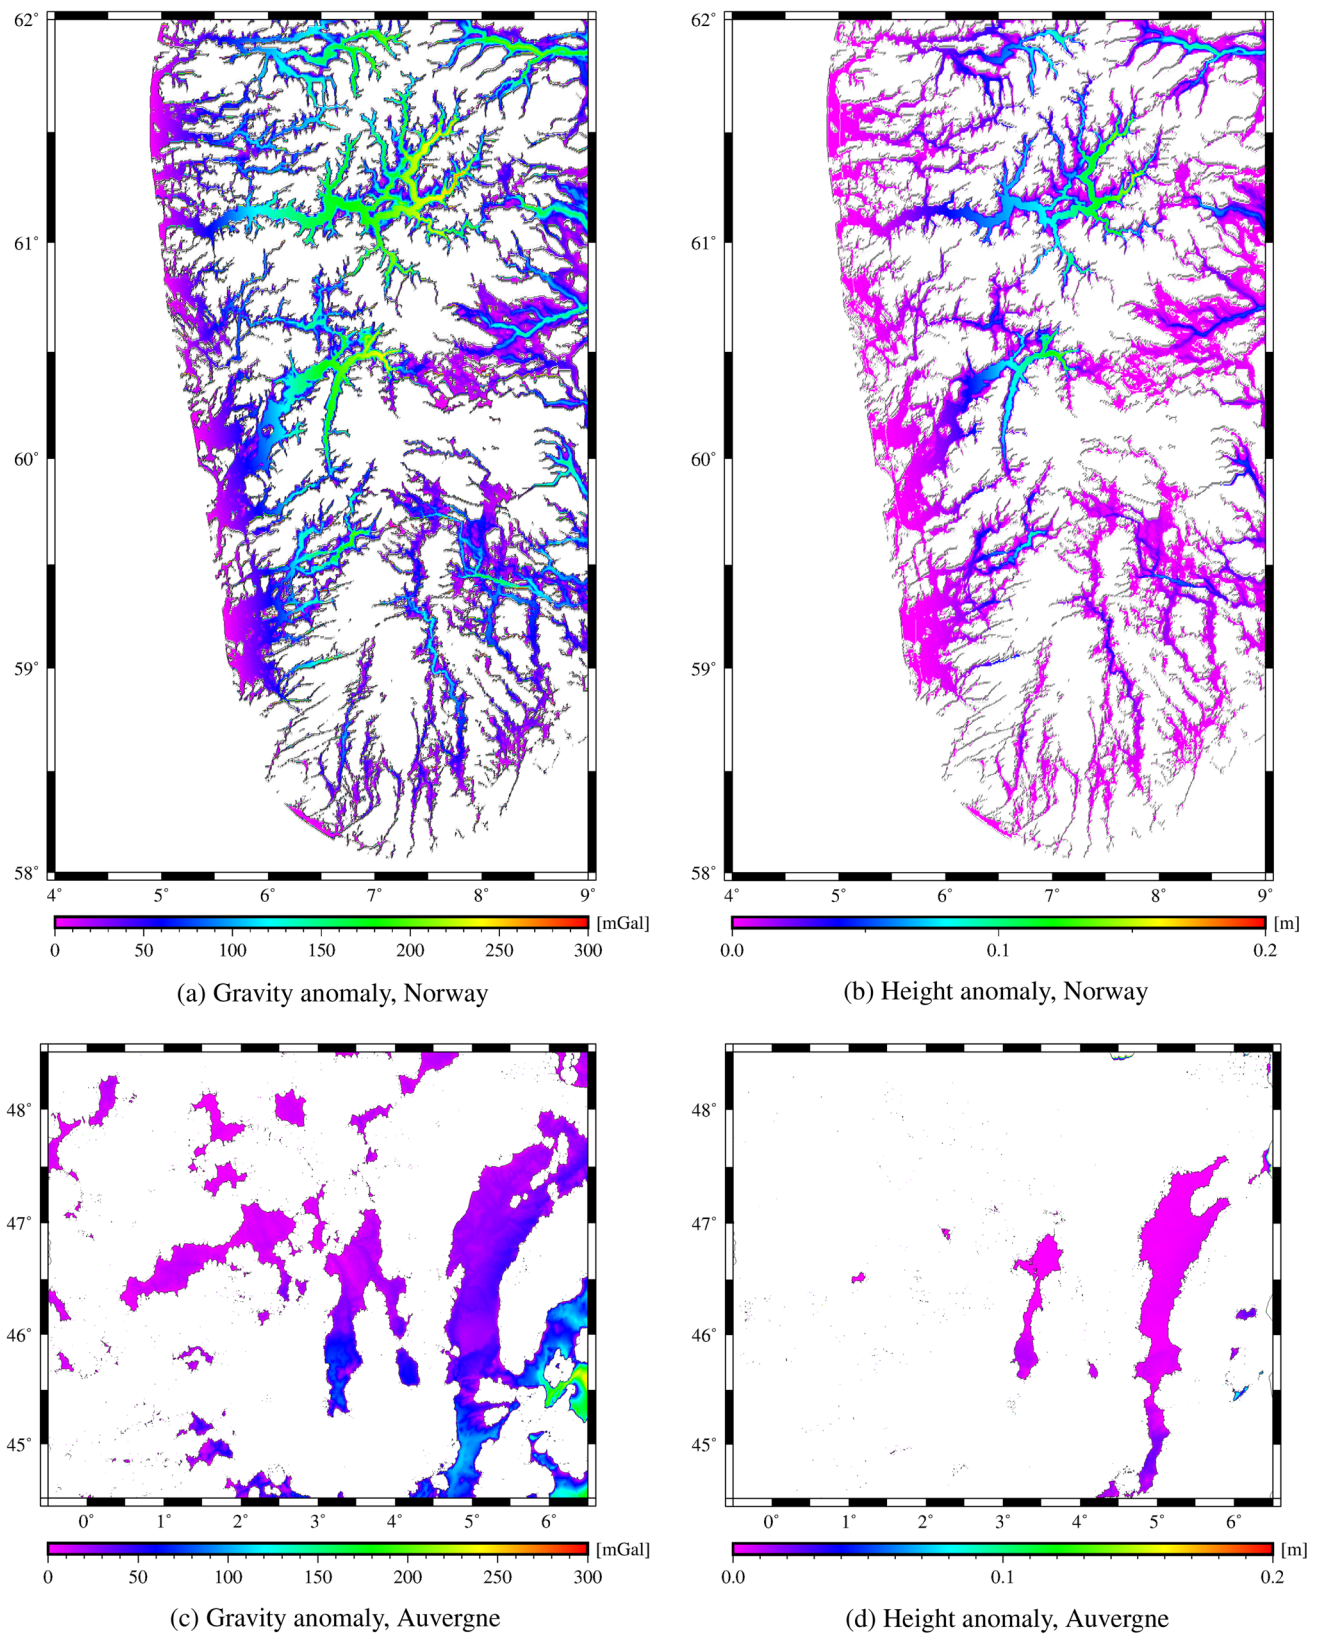 62°
61°
60°
59°
58°
4° 5° 6° 7° 8° 9°
[mGal]
0 50 100 150 200 250 300
(a) Gravity anomaly, Norway
62°
61°
60°
59°
58°
4° 5° 6° 7° 8° 9°
[m]
0.0 0.1 0.2
(b) Height anomaly, Norway
48°
47°
46°
45°
0° 1° 2° 3° 4° 5° 6°
[mGal]
0 50 100 150 200 250 300
(c) Gravity anomaly, Auvergne
48°
47°
46°
45°
0° 1° 2° 3° 4° 5° 6°
[m]
0.0 0.1 0.2
(d) Height anomaly, Auvergne